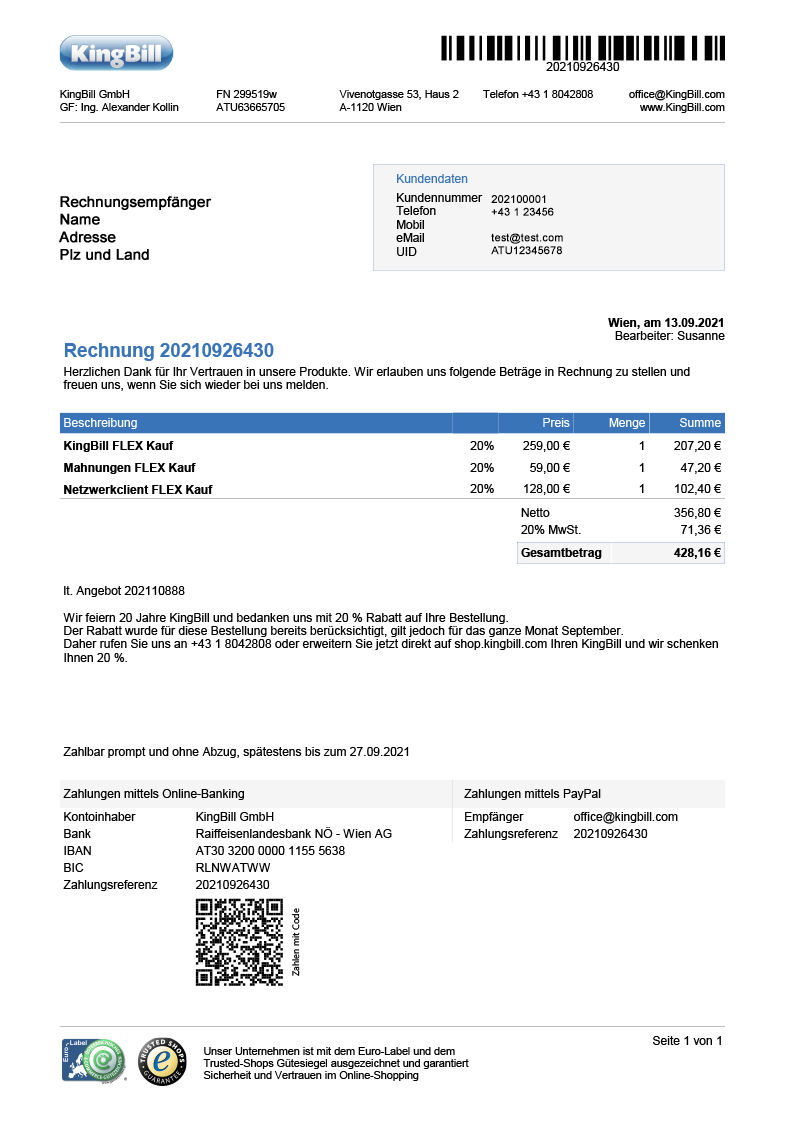 KingBill
20210926430
KingBill GmbH FN 299519w Vivenotgasse 53, Haus 2 Telefon +43 1 8042808 office@KingBill.com
GF: Ing. Alexander Kollin ATU63665705 A-1120 Wien www.KingBill.com
Kundendaten
Rechnungsempfänger
Name
Adresse
Plz und Land
Kundennummer 202100001
Telefon +43 1 23456
Mobil
eMail test@test.com
UID ATU12345678
Wien, am 13.09.2021
Bearbeiter: Susanne
Rechnung 20210926430
Herzlichen Dank für Ihr Vertrauen in unsere Produkte. Wir erlauben uns folgende Beträge in Rechnung zu stellen und
freuen uns, wenn Sie sich wieder bei uns melden.
Beschreibung Preis Menge Summe
KingBill FLEX Kauf 20% 259,00 € 1 207,20 €
Mahnungen FLEX Kauf 20% 59,00 € 1 47,20 €
Netzwerkclient FLEX Kauf 20% 128,00 € 1 102,40 €
Netto 356,80 €
20% MwSt. 71,36 €
Gesamtbetrag 428,16 €
lt. Angebot 202110888
Wir feiern 20 Jahre KingBill und bedanken uns mit 20 % Rabatt auf Ihre Bestellung.
Der Rabatt wurde für diese Bestellung bereits berücksichtigt, gilt jedoch für das ganze Monat September.
Daher rufen Sie uns an +43 1 8042808 oder erweitern Sie jetzt direkt auf shop.kingbill.com Ihren KingBill und wir schenken
Ihnen 20 %.
Zahlbar prompt und ohne Abzug, spätestens bis zum 27.09.2021
Zahlungen mittels Online-Banking Zahlungen mittels PayPal
Kontoinhaber KingBill GmbH Empfänger office@kingbill.com
Bank Raiffeisenlandesbank NÖ - Wien AG Zahlungsreferenz 20210926430
IBAN AT30 3200 0000 1155 5638
BIC RLNWATWW
Zahlungsreferenz 20210926430
Zahlen mit Code
Seite 1 von 1
Euro-Label
TRUSTED SHOPS
GUARANTEE
Unser Unternehmen ist mit dem Euro-Label und dem
Trusted-Shops Gütesiegel ausgezeichnet und garantiert
Sicherheit und Vertrauen im Online-Shopping